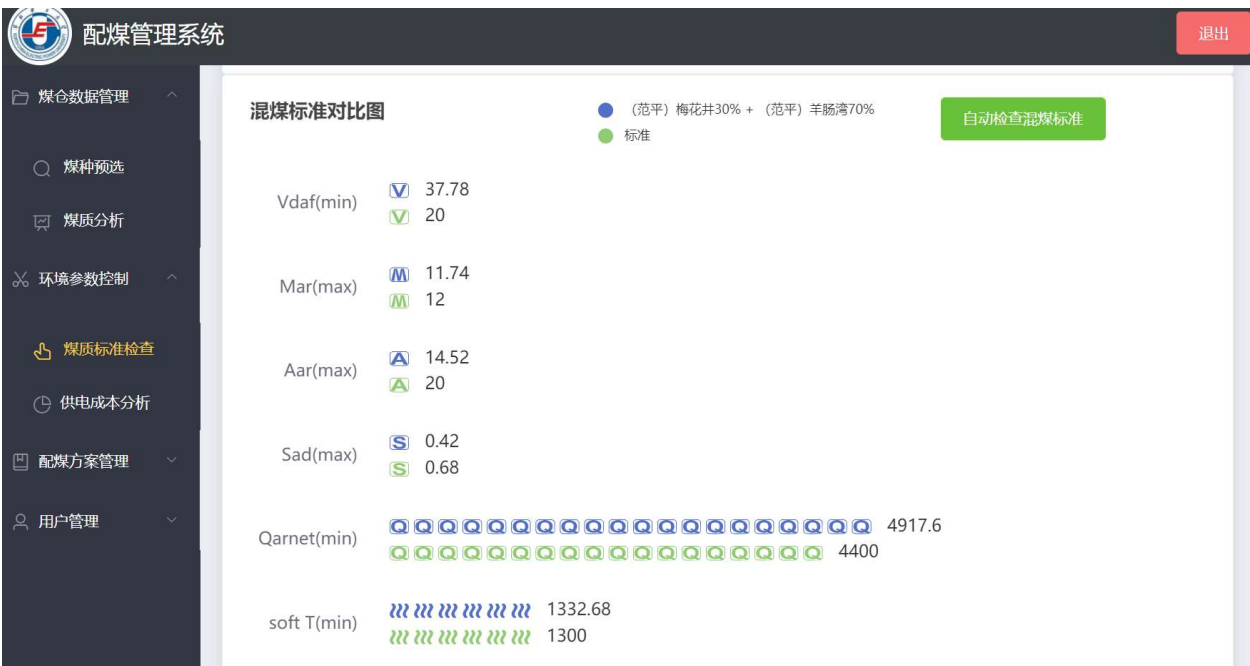 配煤管理系统
退出
煤仓数据管理
煤种预选
煤质分析
环境参数控制
煤质标准检查
供电成本分析
配煤方案管理
用户管理
混煤标准对比图
(范平) 梅花井30% + (范平) 羊肠湾70%
标准
自动检查混煤标准
Vdaf(min)
V 37.78
V 20
Mar(max)
M 11.74
M 12
Aar(max)
A 14.52
A 20
Sad(max)
S 0.42
S 0.68
Qarnet(min)
Q Q Q Q Q Q Q Q Q Q Q Q Q Q Q Q Q Q Q Q 4917.6
Q Q Q Q Q Q Q Q Q Q Q Q Q Q Q Q Q Q 4400
soft T(min)
1332.68
1300